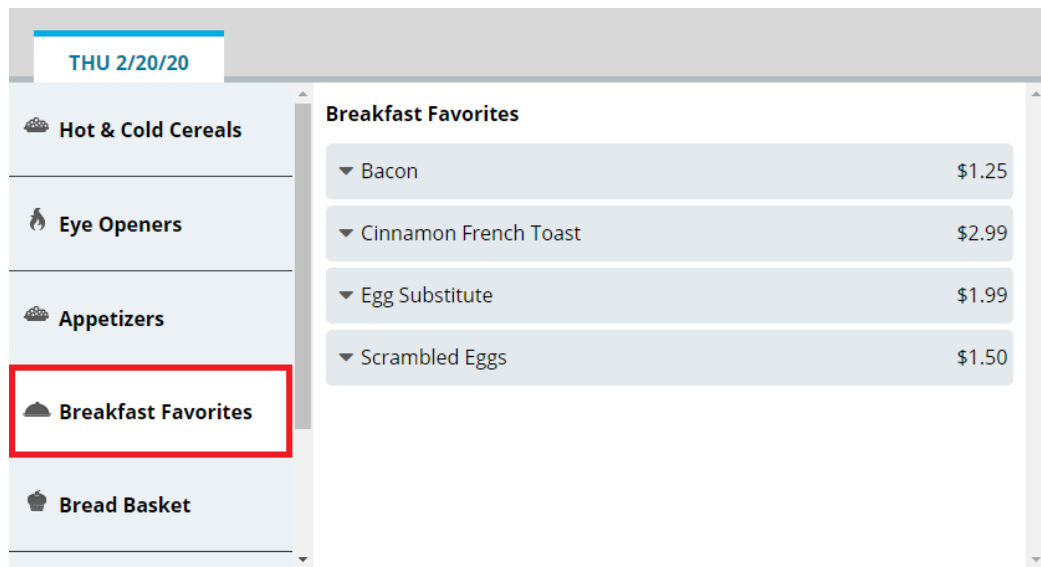 THU 2/20/20
Hot & Cold Cereals
Eye Openers
Appetizers
Breakfast Favorites
Bread Basket
Breakfast Favorites
Bacon $1.25
Cinnamon French Toast $2.99
Egg Substitute $1.99
Scrambled Eggs $1.50